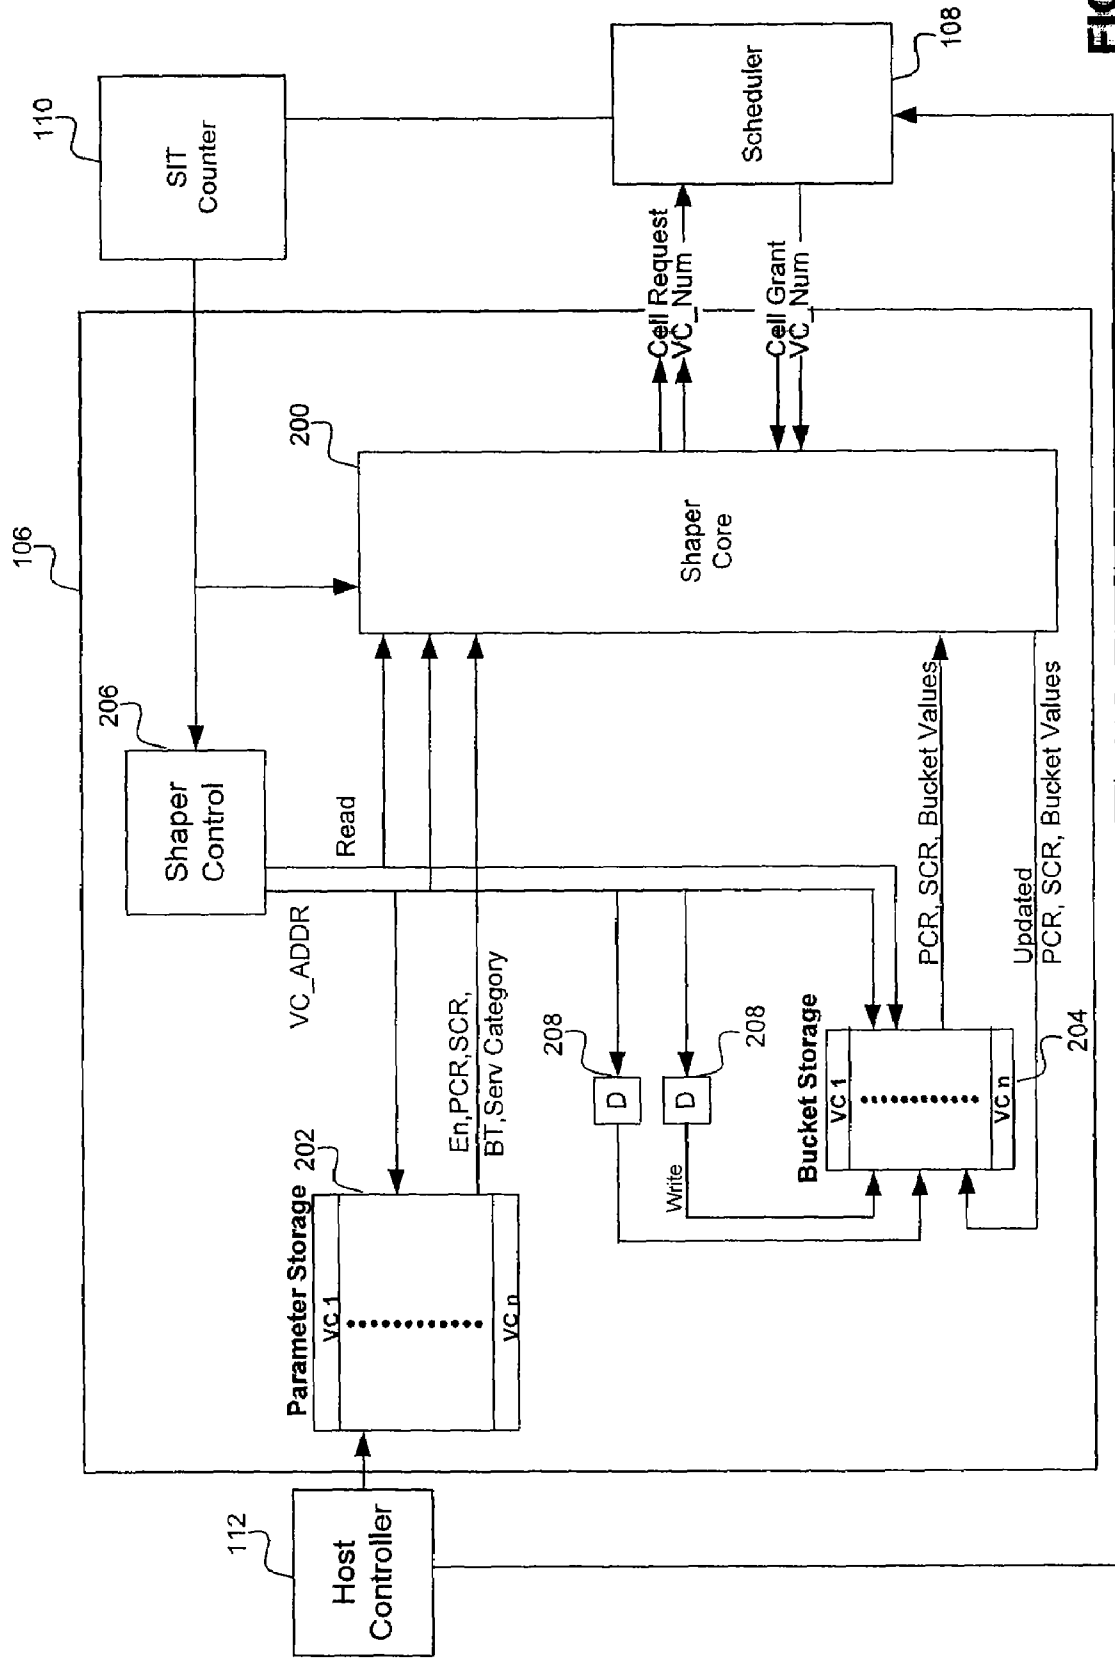 110
SIT
Counter
Scheduler
108
106
Cell Request
VC_Num
Cell Grant
VC_Num
200
Shaper
Core
206
Shaper
Control
Read
VC_ADDR
En,PCR,SCR,
BT,Serv Category
PCR, SCR, Bucket Values
Updated
PCR, SCR, Bucket Values
208
D
208
D
Write
Bucket Storage
VC 1
VC n
204
Parameter Storage
202
VC 1
VC n
112
Host
Controller